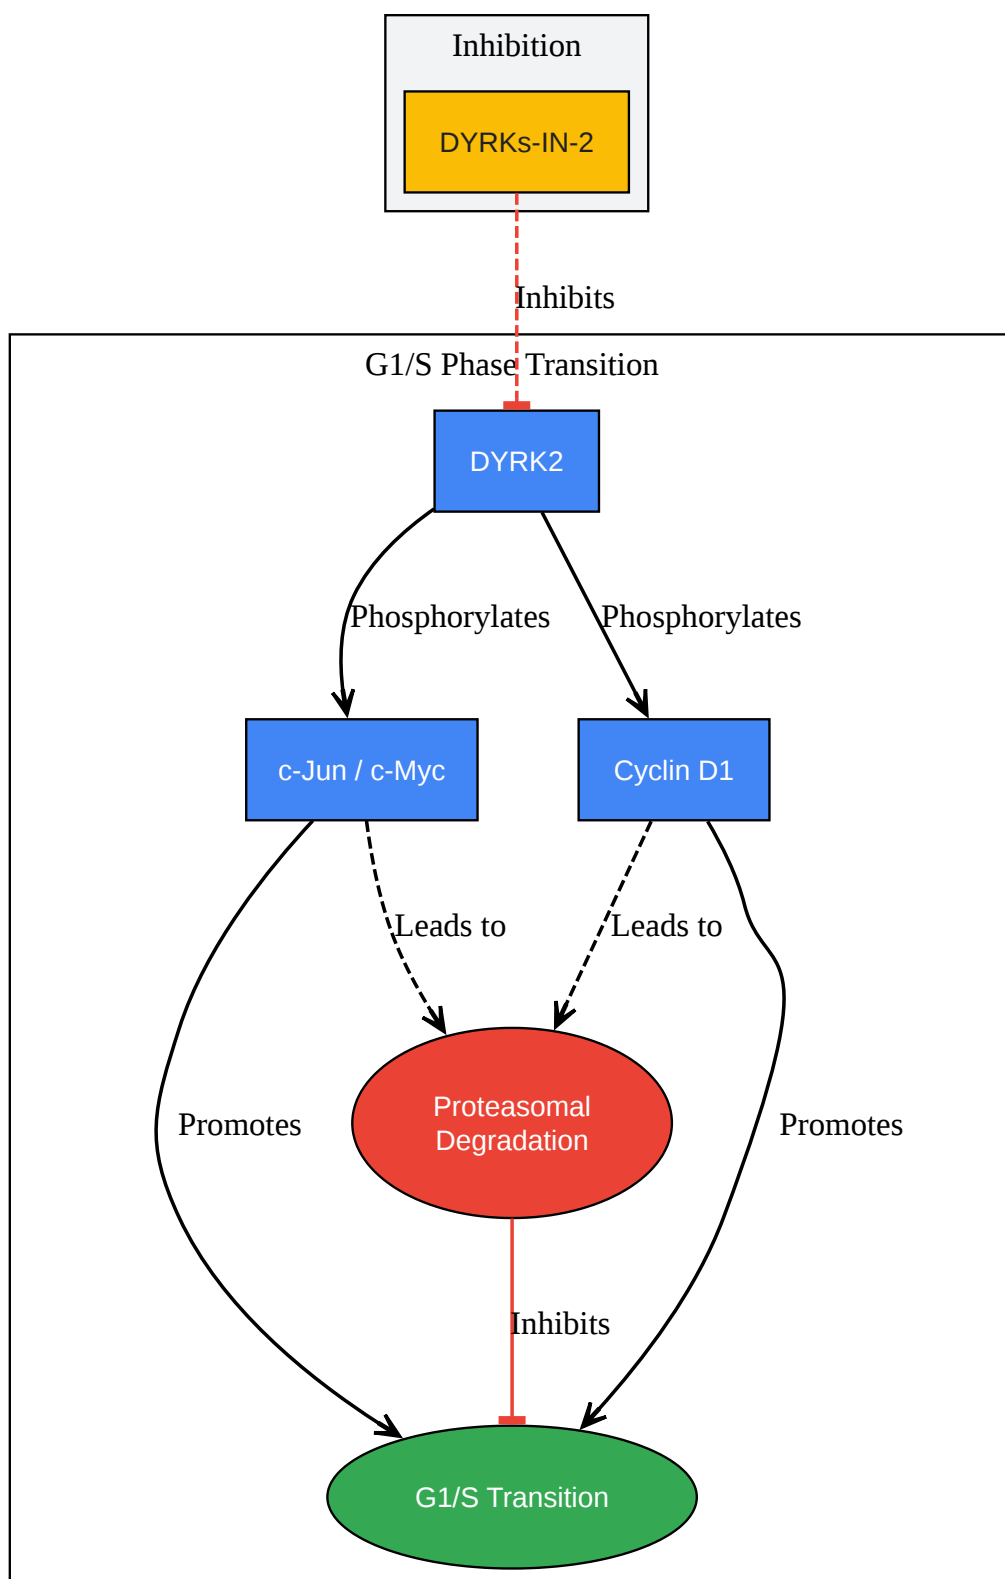 Inhibition
DYRKs-IN-2
Inhibits
G1/S Phase Transition
DYRK2
Phosphorylates
Phosphorylates
c-Jun / c-Myc
Cyclin D1
Leads to
Leads to
Proteasomal
Degradation
Promotes
Promotes
Inhibits
G1/S Transition